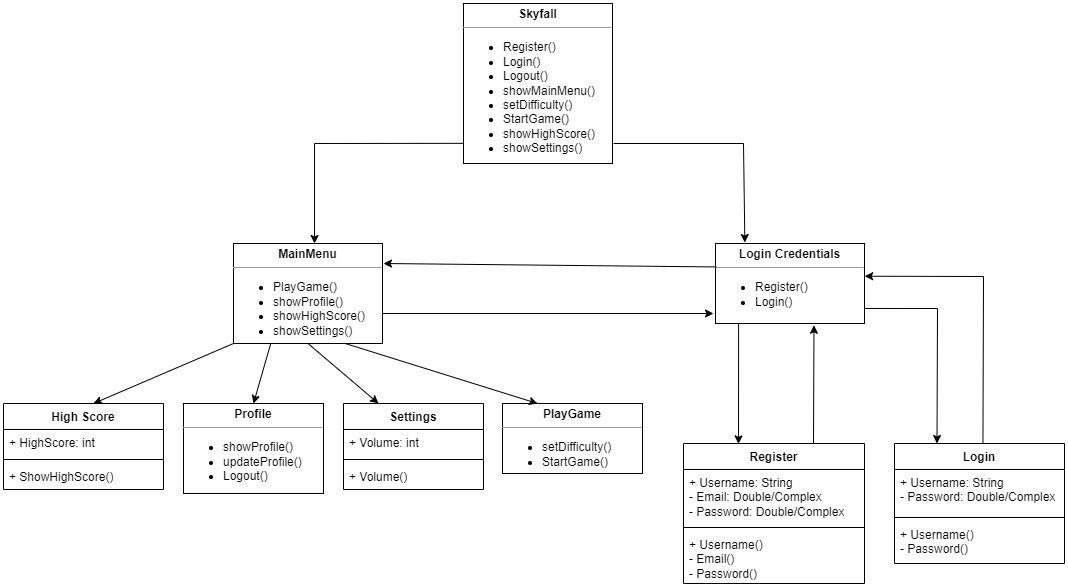 Skyfall
Register()
Login()
Logout()
showMainMenu()
setDifficulty()
StartGame()
showHighScore()
showSettings()
MainMenu
PlayGame()
showProfile()
showHighScore()
showSettings()
Login Credentials
Register()
Login()
High Score
+ HighScore: int
+ ShowHighScore()
Profile
showProfile()
updateProfile()
Logout()
Settings
+ Volume: int
+ Volume()
PlayGame
setDifficulty()
StartGame()
Register
+ Username: String
- Email: Double/Complex
- Password: Double/Complex
+ Username()
- Email()
- Password()
Login
+ Username: String
- Password: Double/Complex
+ Username()
- Password()